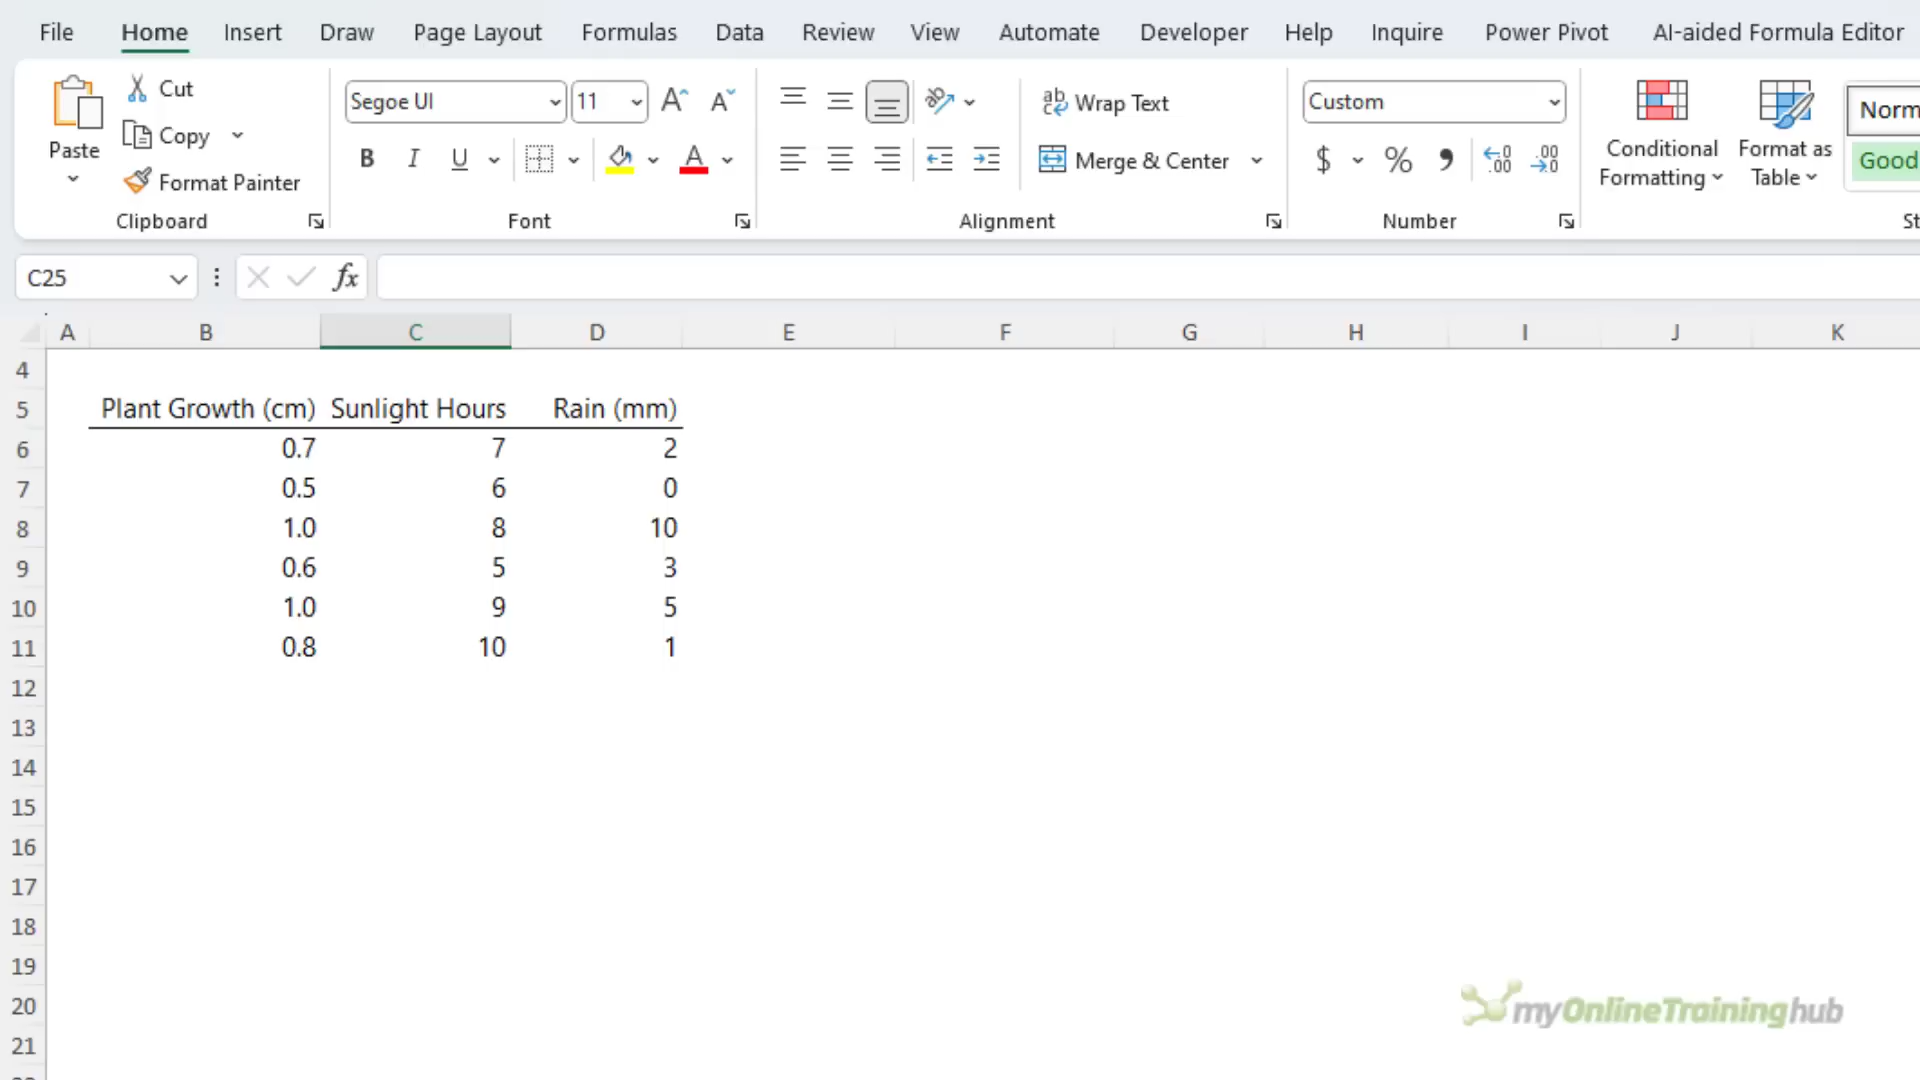 File Home Insert Draw Page Layout Formulas Data Review View Automate Developer Help Inquire Power Pivot AI-aided Formula Editor
Paste
Cut
Copy
Format Painter
Clipboard
Segoe UI 11
B I U
Font
Wrap Text
Merge & Center
Alignment
Custom
$ % 9
Number
Conditional Formatting
Format as Table
Norm
Good
St
C25 fx
A B C D E F G H I J K
4
5 Plant Growth (cm) Sunlight Hours Rain (mm)
6 0.7 7 2
7 0.5 6 0
8 1.0 8 10
9 0.6 5 3
10 1.0 9 5
11 0.8 10 1
12
13
14
15
16
17
18
19
20
21
myOnlineTraininghub